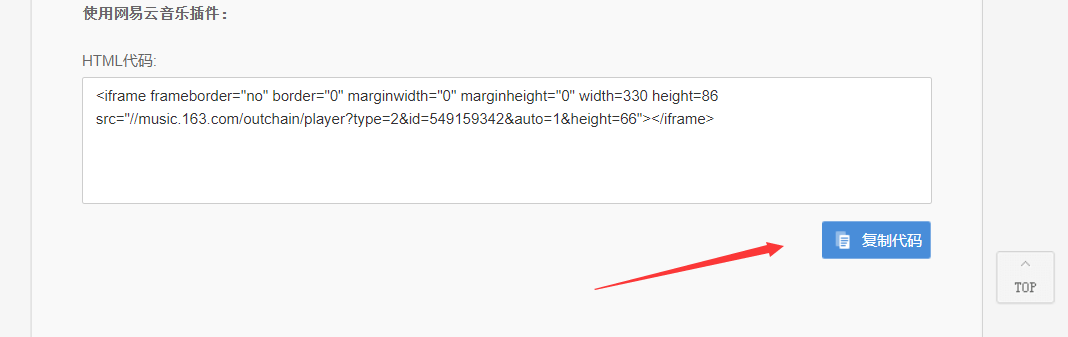 使用网易云音乐插件：
HTML代码:
<iframe frameborder="no" border="0" marginwidth="0" marginheight="0" width=330 height=86
src="//music.163.com/outchain/player?type=2&id=549159342&auto=1&height=66"></iframe>
复制代码
TOP